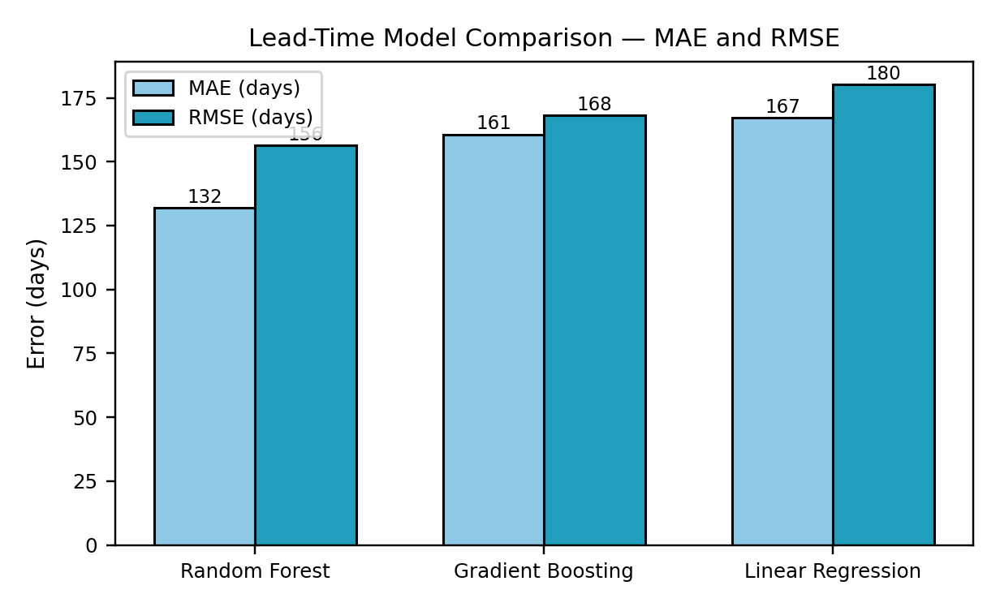 Lead-Time Model Comparison — MAE and RMSE
MAE (days)
RMSE (days)
Error (days)
175
150
125
100
75
50
25
0
132
156
161
168
167
180
Random Forest
Gradient Boosting
Linear Regression